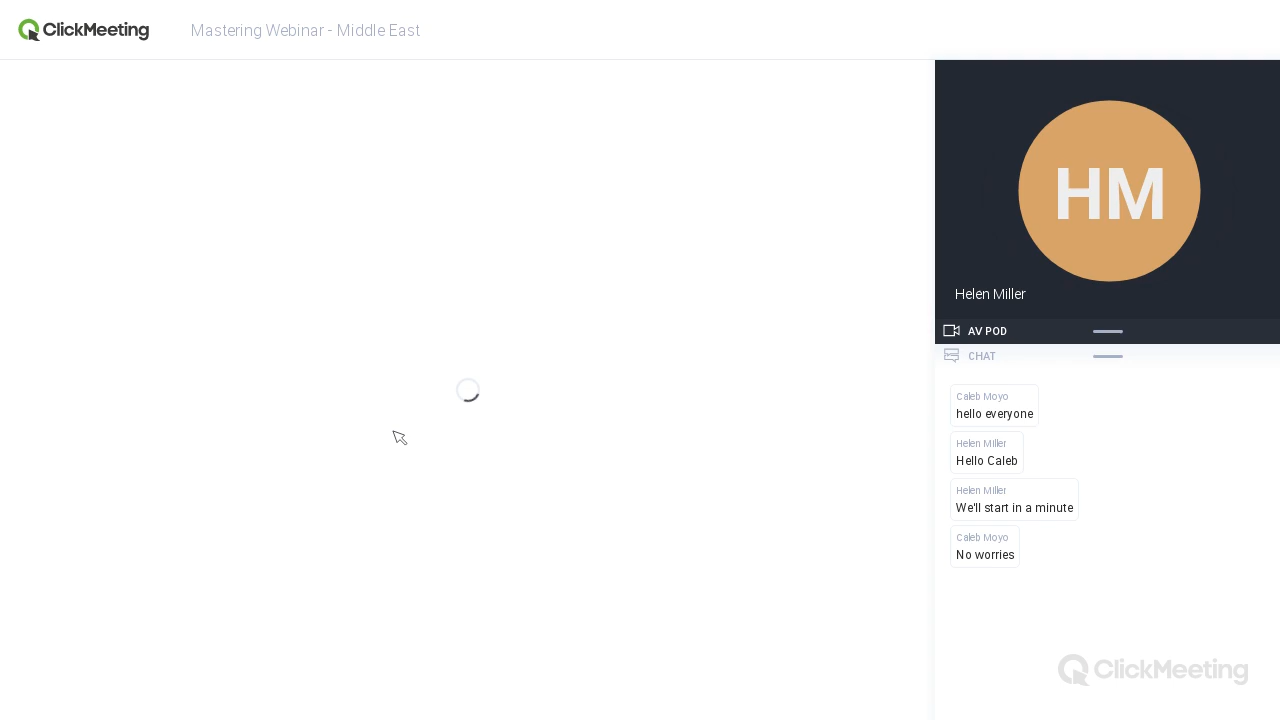 ClickMeeting
Mastering Webinar - Middle East
HM
Helen Miller
AV POD
CHAT
Caleb Moyo
hello everyone
Helen Miller
Hello Caleb
Helen Miller
We'll start in a minute
Caleb Moyo
No worries
ClickMeeting